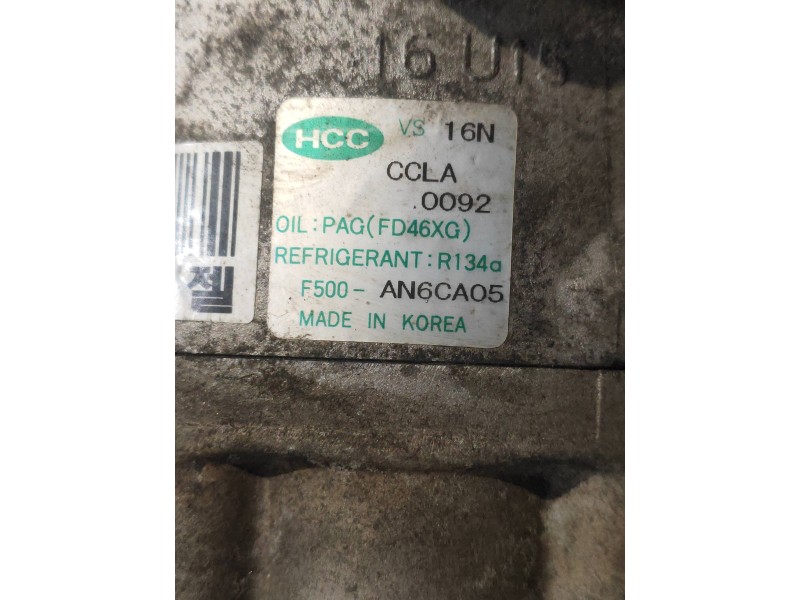 16 U15
HCC VS 16N
CCLA
0092
OIL:PAG(FD46XG)
REFRIGERANT:R134a
F500- AN6CA05
MADE IN KOREA